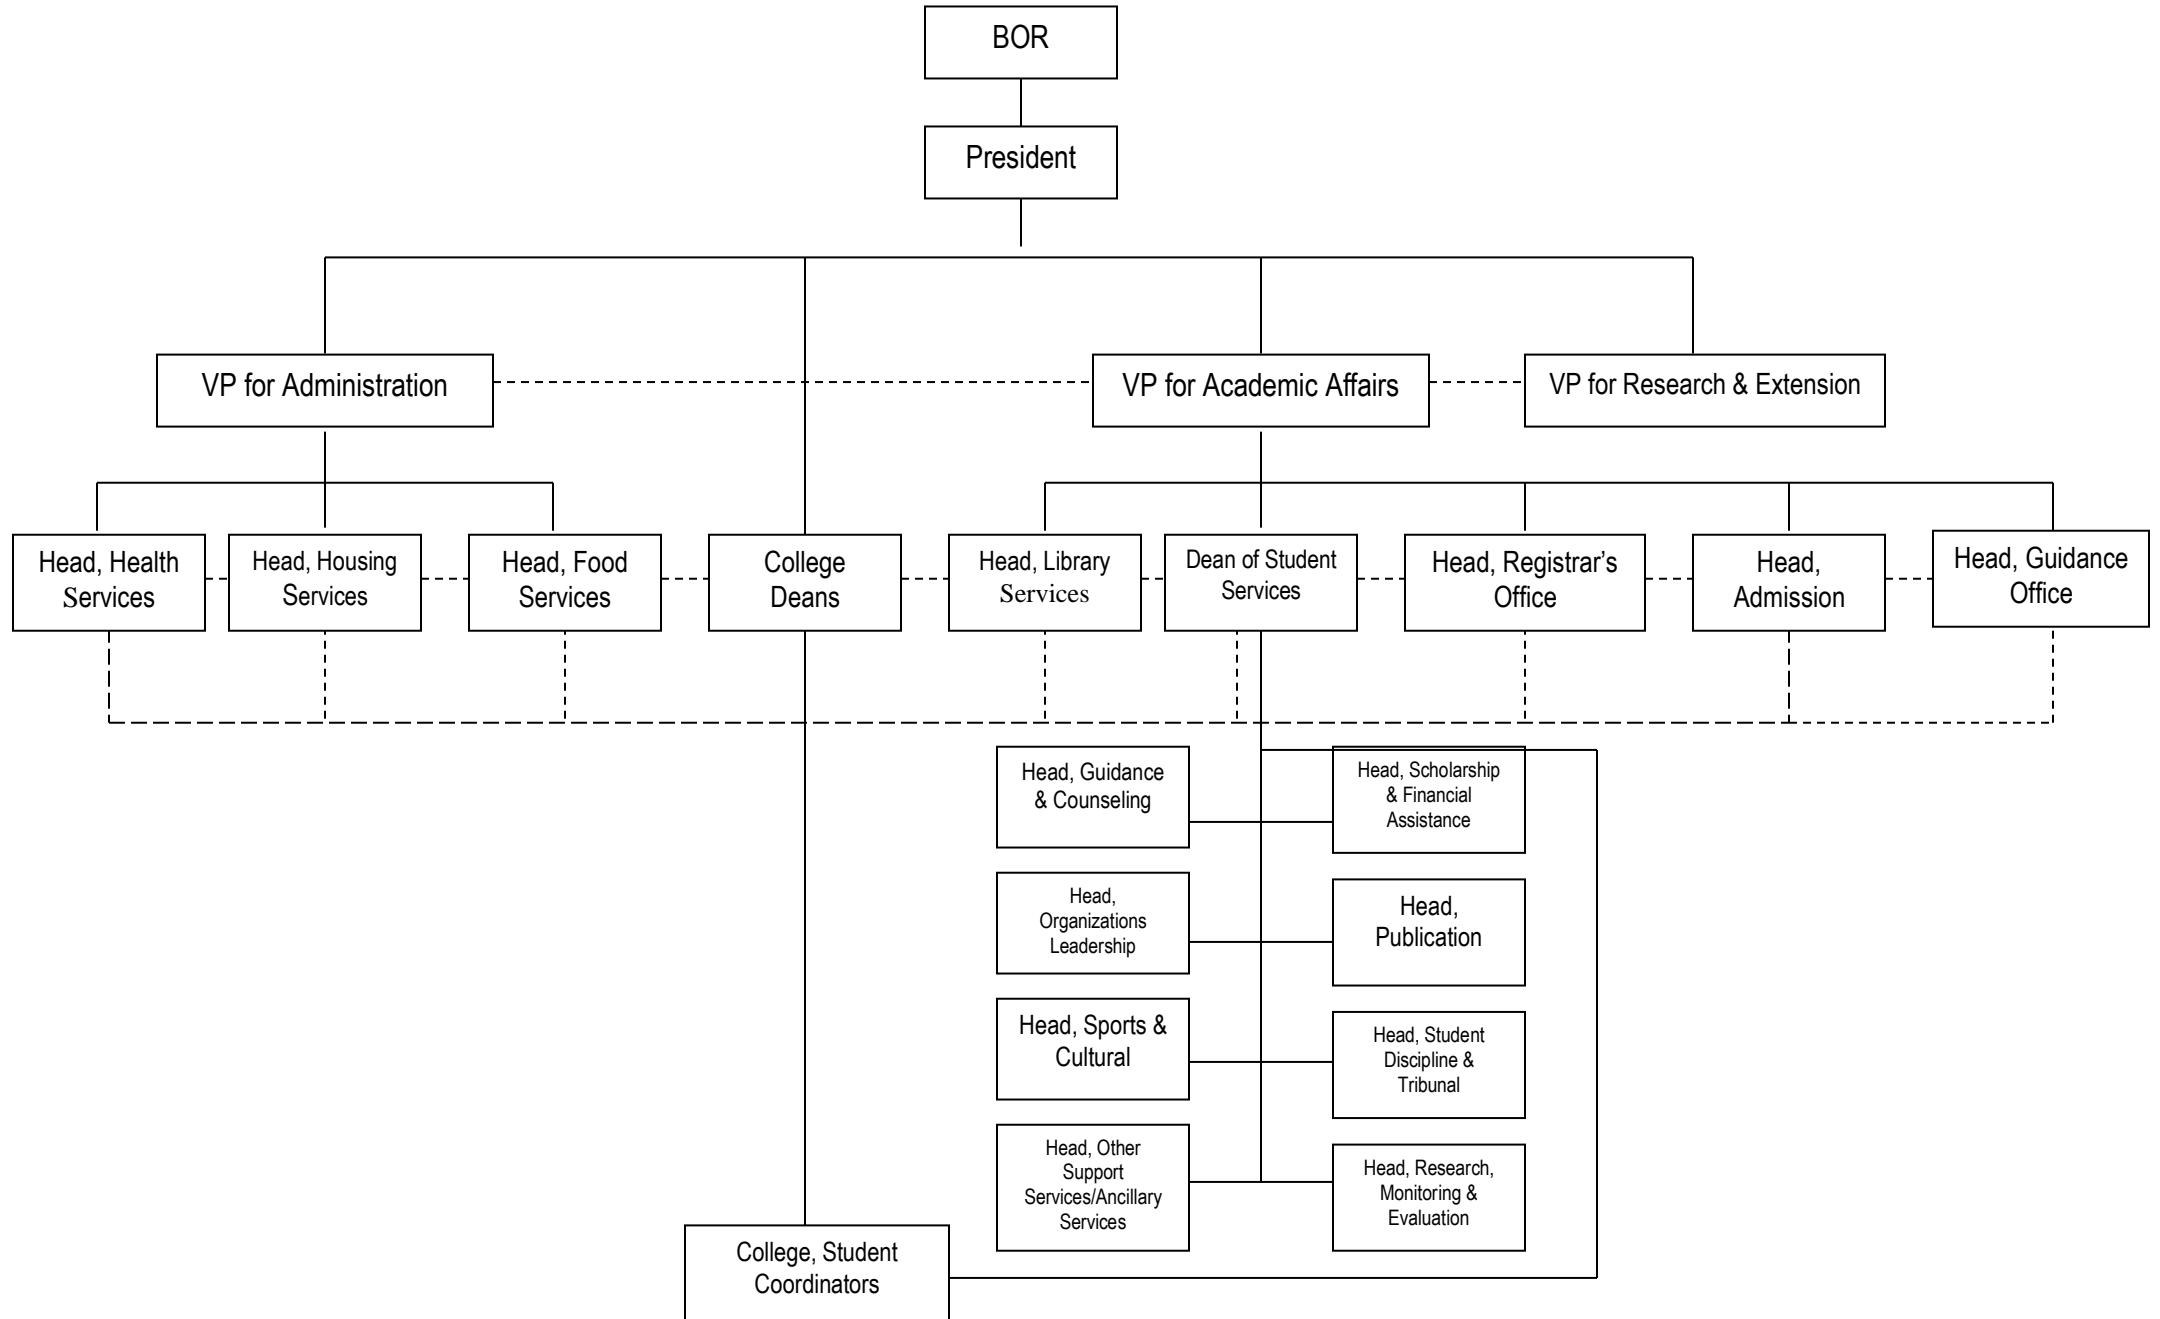 BOR
President
VP for Administration
VP for Academic Affairs
VP for Research & Extension
Head, Health
Services
Head, Housing
Services
Head, Food
Services
College
Deans
Head, Library
Services
Dean of Student
Services
Head, Registrar’s
Office
Head,
Admission
Head, Guidance
Office
Head, Guidance
& Counseling
Head, Scholarship
& Financial
Assistance
Head,
Organizations
Leadership
Head,
Publication
Head, Sports &
Cultural
Head, Student
Discipline &
Tribunal
Head, Other
Support
Services/Ancillary
Services
Head, Research,
Monitoring &
Evaluation
College, Student
Coordinators